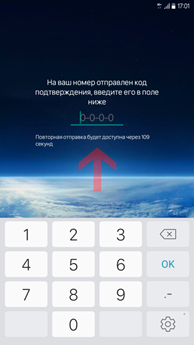 17:01
На ваш номер отправлен код
подтверждения, введите его в поле
ниже
0-0-0-0
Повторная отправка будет доступна через 109
секунд
1 2 3
4 5 6 OK
7 8 9 .-
0